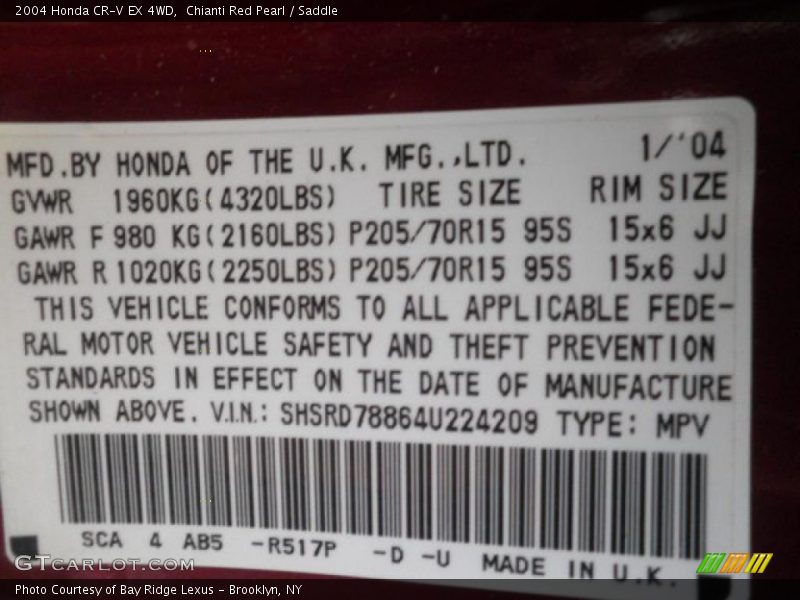 2004 Honda CR-V EX 4WD,  Chianti Red Pearl / Saddle
MFD.BY HONDA OF THE U.K. MFG.,LTD. 1/'04
GVWR 1960KG(4320LBS) TIRE SIZE RIM SIZE
GAWR F 980 KG(2160LBS) P205/70R15 95S 15x6 JJ
GAWR R 1020KG(2250LBS) P205/70R15 95S 15x6 JJ
THIS VEHICLE CONFORMS TO ALL APPLICABLE FEDE-
RAL MOTOR VEHICLE SAFETY AND THEFT PREVENTION
STANDARDS IN EFFECT ON THE DATE OF MANUFACTURE
SHOWN ABOVE. V.I.N.: SHSRD78864U224209 TYPE: MPV
SCA 4 AB5 -R517P -D -U MADE IN U.K.
GTCARLOT.COM
Photo Courtesy of Bay Ridge Lexus - Brooklyn, NY